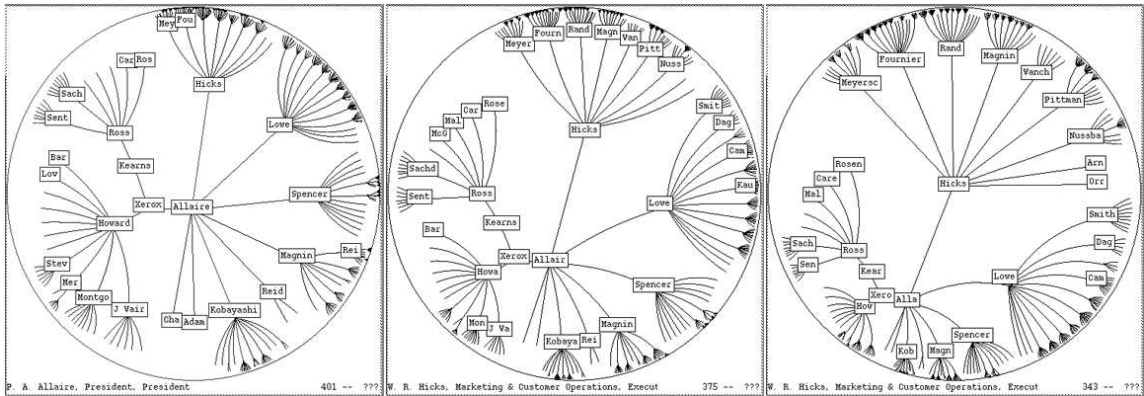 Mey Fou
Hicks
Car Ros
Sach
Sent
Ross
Love
Bar
Lov
Kearns
Spencer
Xerox
Allaire
Howard
Magnin
Rei
Stev
Mer
Montgo
J Vair
Reid
Kobayashi
Cha
Adam
P. A. Allaire, President, President 401 -- ???
Meyer
Fourn
Rand
Magn
Van
Pitt
Nuss
Smit
Dag
Cam
Kau
Hicks
Rose
Car
Mal
McG
Sachd
Sent
Ross
Love
Kearns
Bar
Xerox
Allair
Hova
Spencer
Mon
J Va
Magnin
Kobaya
Rei
W. R. Hicks, Marketing & Customer Operations, Execut 375 -- ???
Meyersc
Fournier
Rand
Magnin
Vanch
Pittman
Nussba
Arn
Orr
Hicks
Rosen
Care
Mal
Smith
Sach
Ross
Dag
Sen
Kear
Love
Cam
Hov
Xero
Alla
Spencer
Kob
Magn
W. R. Hicks, Marketing & Customer Operations, Execut 343 -- ???